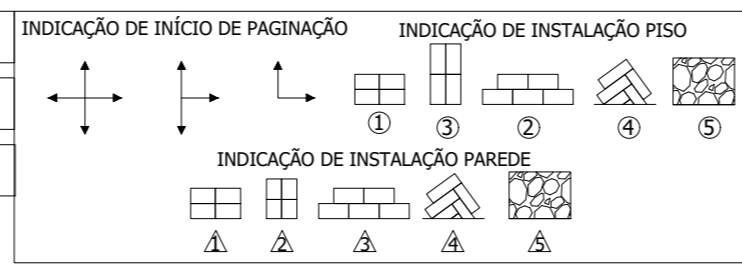 INDICAÇÃO DE INÍCIO DE PAGINAÇÃO
INDICAÇÃO DE INSTALAÇÃO PISO
1 3 2 4 5
INDICAÇÃO DE INSTALAÇÃO PAREDE
1 2 3 4 5